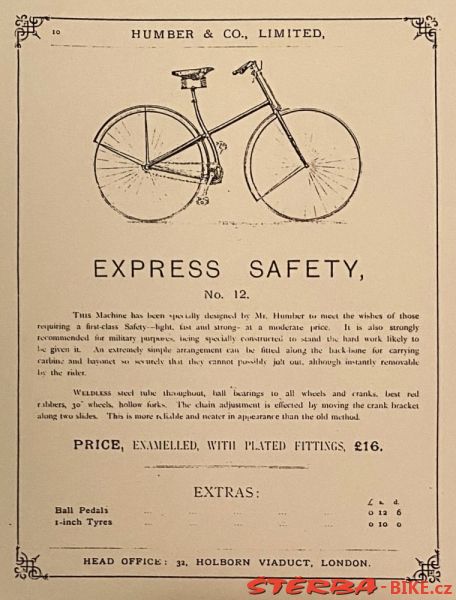 10
HUMBER & CO., LIMITED,
EXPRESS SAFETY,
No. 12.
THIS Machine has been specially designed by Mr. Humber to meet the wishes of those
requiring a first-class Safety—light, fast and strong—at a moderate price. It is also strongly
recommended for military purposes, being specially constructed to stand the hard work likely to
be given it. An extremely simple arrangement can be fitted along the back-bone for carrying
carbine and bayonet so securely that they cannot possibly jolt out, although instantly removable
by the rider.
WELDLESS steel tube throughout, ball bearings to all wheels and cranks, best red
rubbers, 30" wheels, hollow forks. The chain adjustment is effected by moving the crank bracket
along two slides. This is more reliable and neater in appearance than the old method.
PRICE, ENAMELLED, WITH PLATED FITTINGS, £16.
EXTRAS:
£ s. d.
Ball Pedals ... ... ... ... ... ... 0 12 6
1-inch Tyres ... ... ... ... ... ... 0 10 0
HEAD OFFICE: 32, HOLBORN VIADUCT, LONDON.
STERBA-BIKE.cz